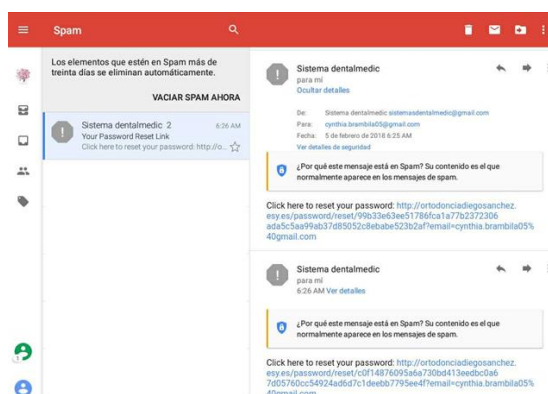 Spam
Los elementos que estén en Spam más de
treinta días se eliminan automáticamente.
VACIAR SPAM AHORA
Sistema dentalmedic 2
6:26 AM
Your Password Reset Link
Click here to reset your password: http://o...
Sistema dentalmedic
para mí
Ocultar detalles
De: Sistema dentalmedic sistemasdentalmedic@gmail.com
Para: cynthia.brambila05@gmail.com
Fecha: 5 de febrero de 2018 6:25 AM
Ver detalles de seguridad
¿Por qué este mensaje está en Spam? Su contenido es el que
normalmente aparece en los mensajes de spam.
Click here to reset your password: http://ortodonciadiegosanchez.
esy.es/password/reset/99b33e63ee51786fca1a77b2372306
ada5c5aa99ab37d85052c8ebabe523b2af?email=cynthia.brambila05%
40gmail.com
Sistema dentalmedic
para mí
6:26 AM Ver detalles
¿Por qué este mensaje está en Spam? Su contenido es el que
normalmente aparece en los mensajes de spam.
Click here to reset your password: http://ortodonciadiegosanchez.
esy.es/password/reset/c0f14876095a6a730bd413eedbc0a6
7d05760cc54924ad6d7c1deebb7795ee4f?email=cynthia.brambila05%
40gmail.com